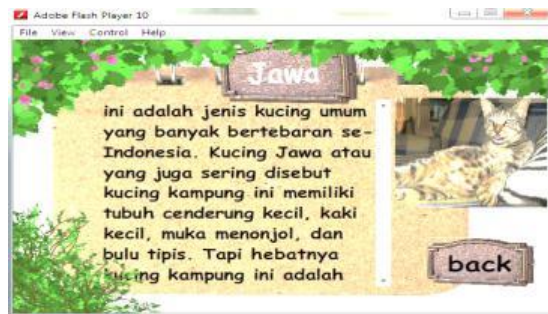 Adobe Flash Player 10
File View Control Help
Jawa
ini adalah jenis kucing umum
yang banyak bertebaran se-
Indonesia. Kucing Jawa atau
yang juga sering disebut
kucing kampung ini memiliki
tubuh cenderung kecil, kaki
kecil, muka menonjol, dan
bulu tipis. Tapi hebatnya
kucing kampung ini adalah
back